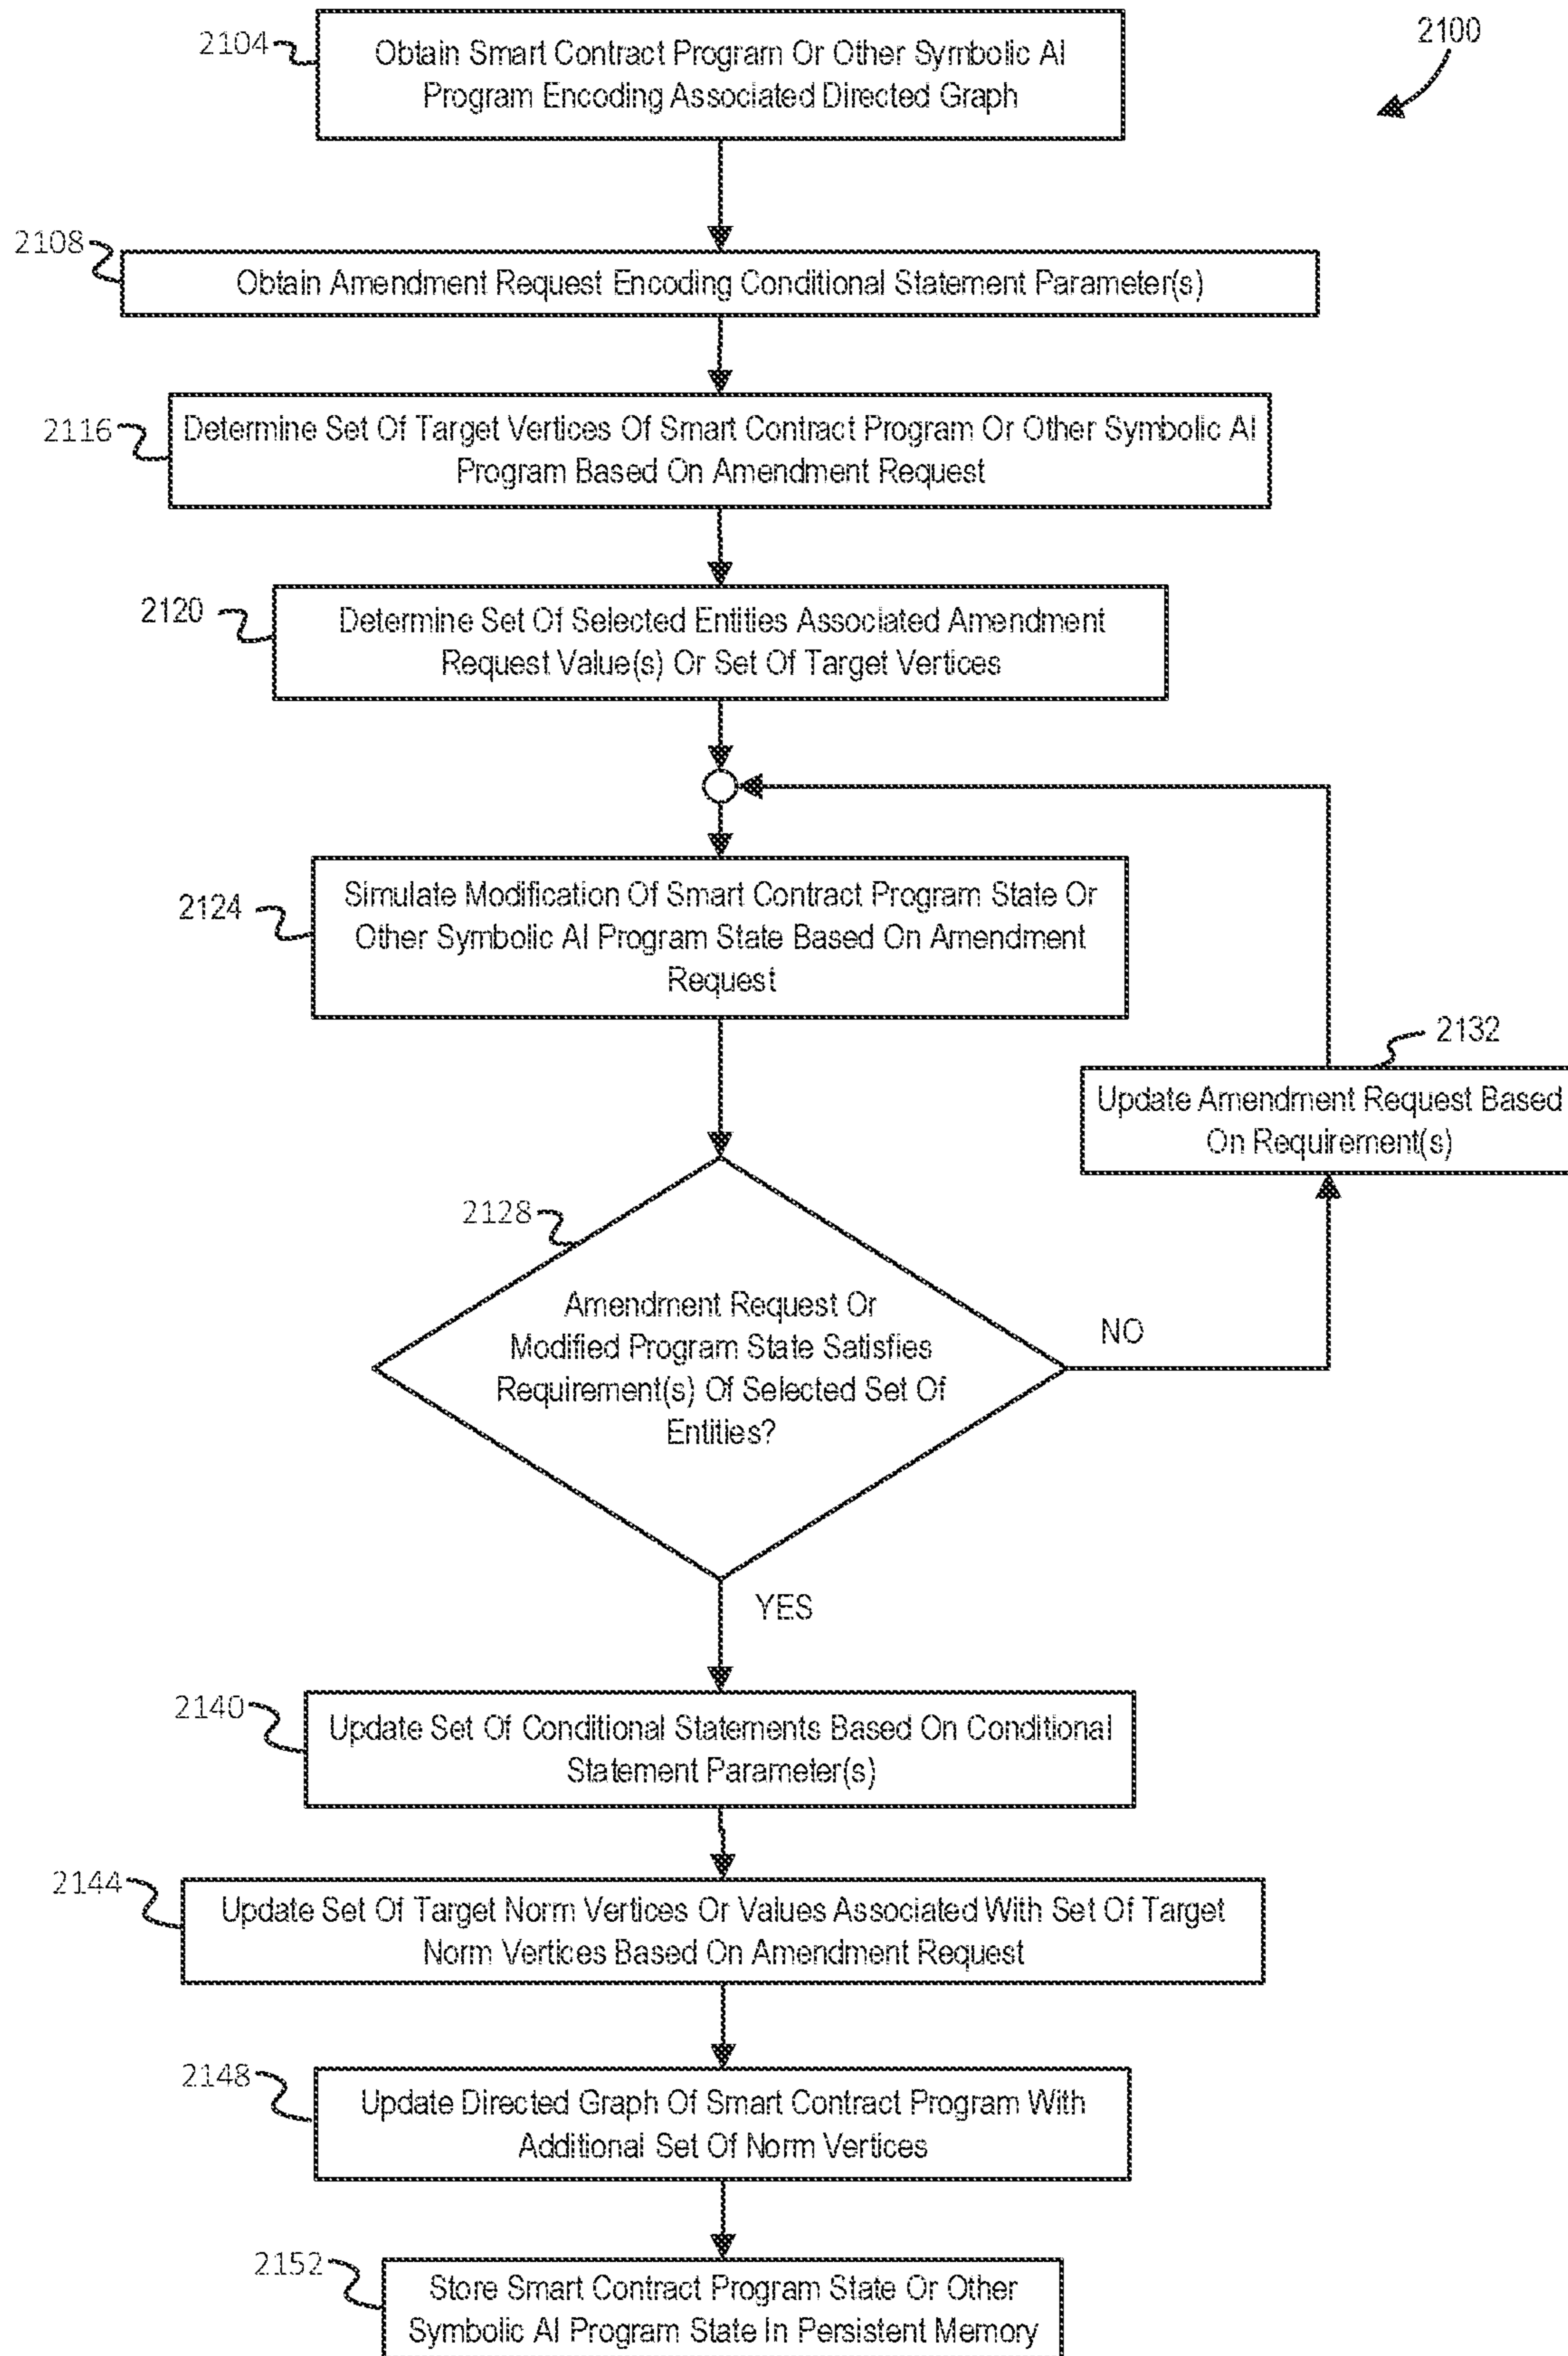 2100
2104
Obtain Smart Contract Program Or Other Symbolic AI
Program Encoding Associated Directed Graph
2108
Obtain Amendment Request Encoding Conditional Statement Parameter(s)
2116
Determine Set Of Target Vertices Of Smart Contract Program Or Other Symbolic AI
Program Based On Amendment Request
2120
Determine Set Of Selected Entities Associated Amendment
Request Value(s) Or Set Of Target Vertices
2124
Simulate Modification Of Smart Contract Program State Or
Other Symbolic AI Program State Based On Amendment
Request
2132
Update Amendment Request Based
On Requirement(s)
2128
Amendment Request Or
Modified Program State Satisfies
Requirement(s) Of Selected Set Of
Entities?
NO
YES
2140
Update Set Of Conditional Statements Based On Conditional
Statement Parameter(s)
2144
Update Set Of Target Norm Vertices Or Values Associated With Set Of Target
Norm Vertices Based On Amendment Request
2148
Update Directed Graph Of Smart Contract Program With
Additional Set Of Norm Vertices
2152
Store Smart Contract Program State Or Other
Symbolic AI Program State In Persistent Memory